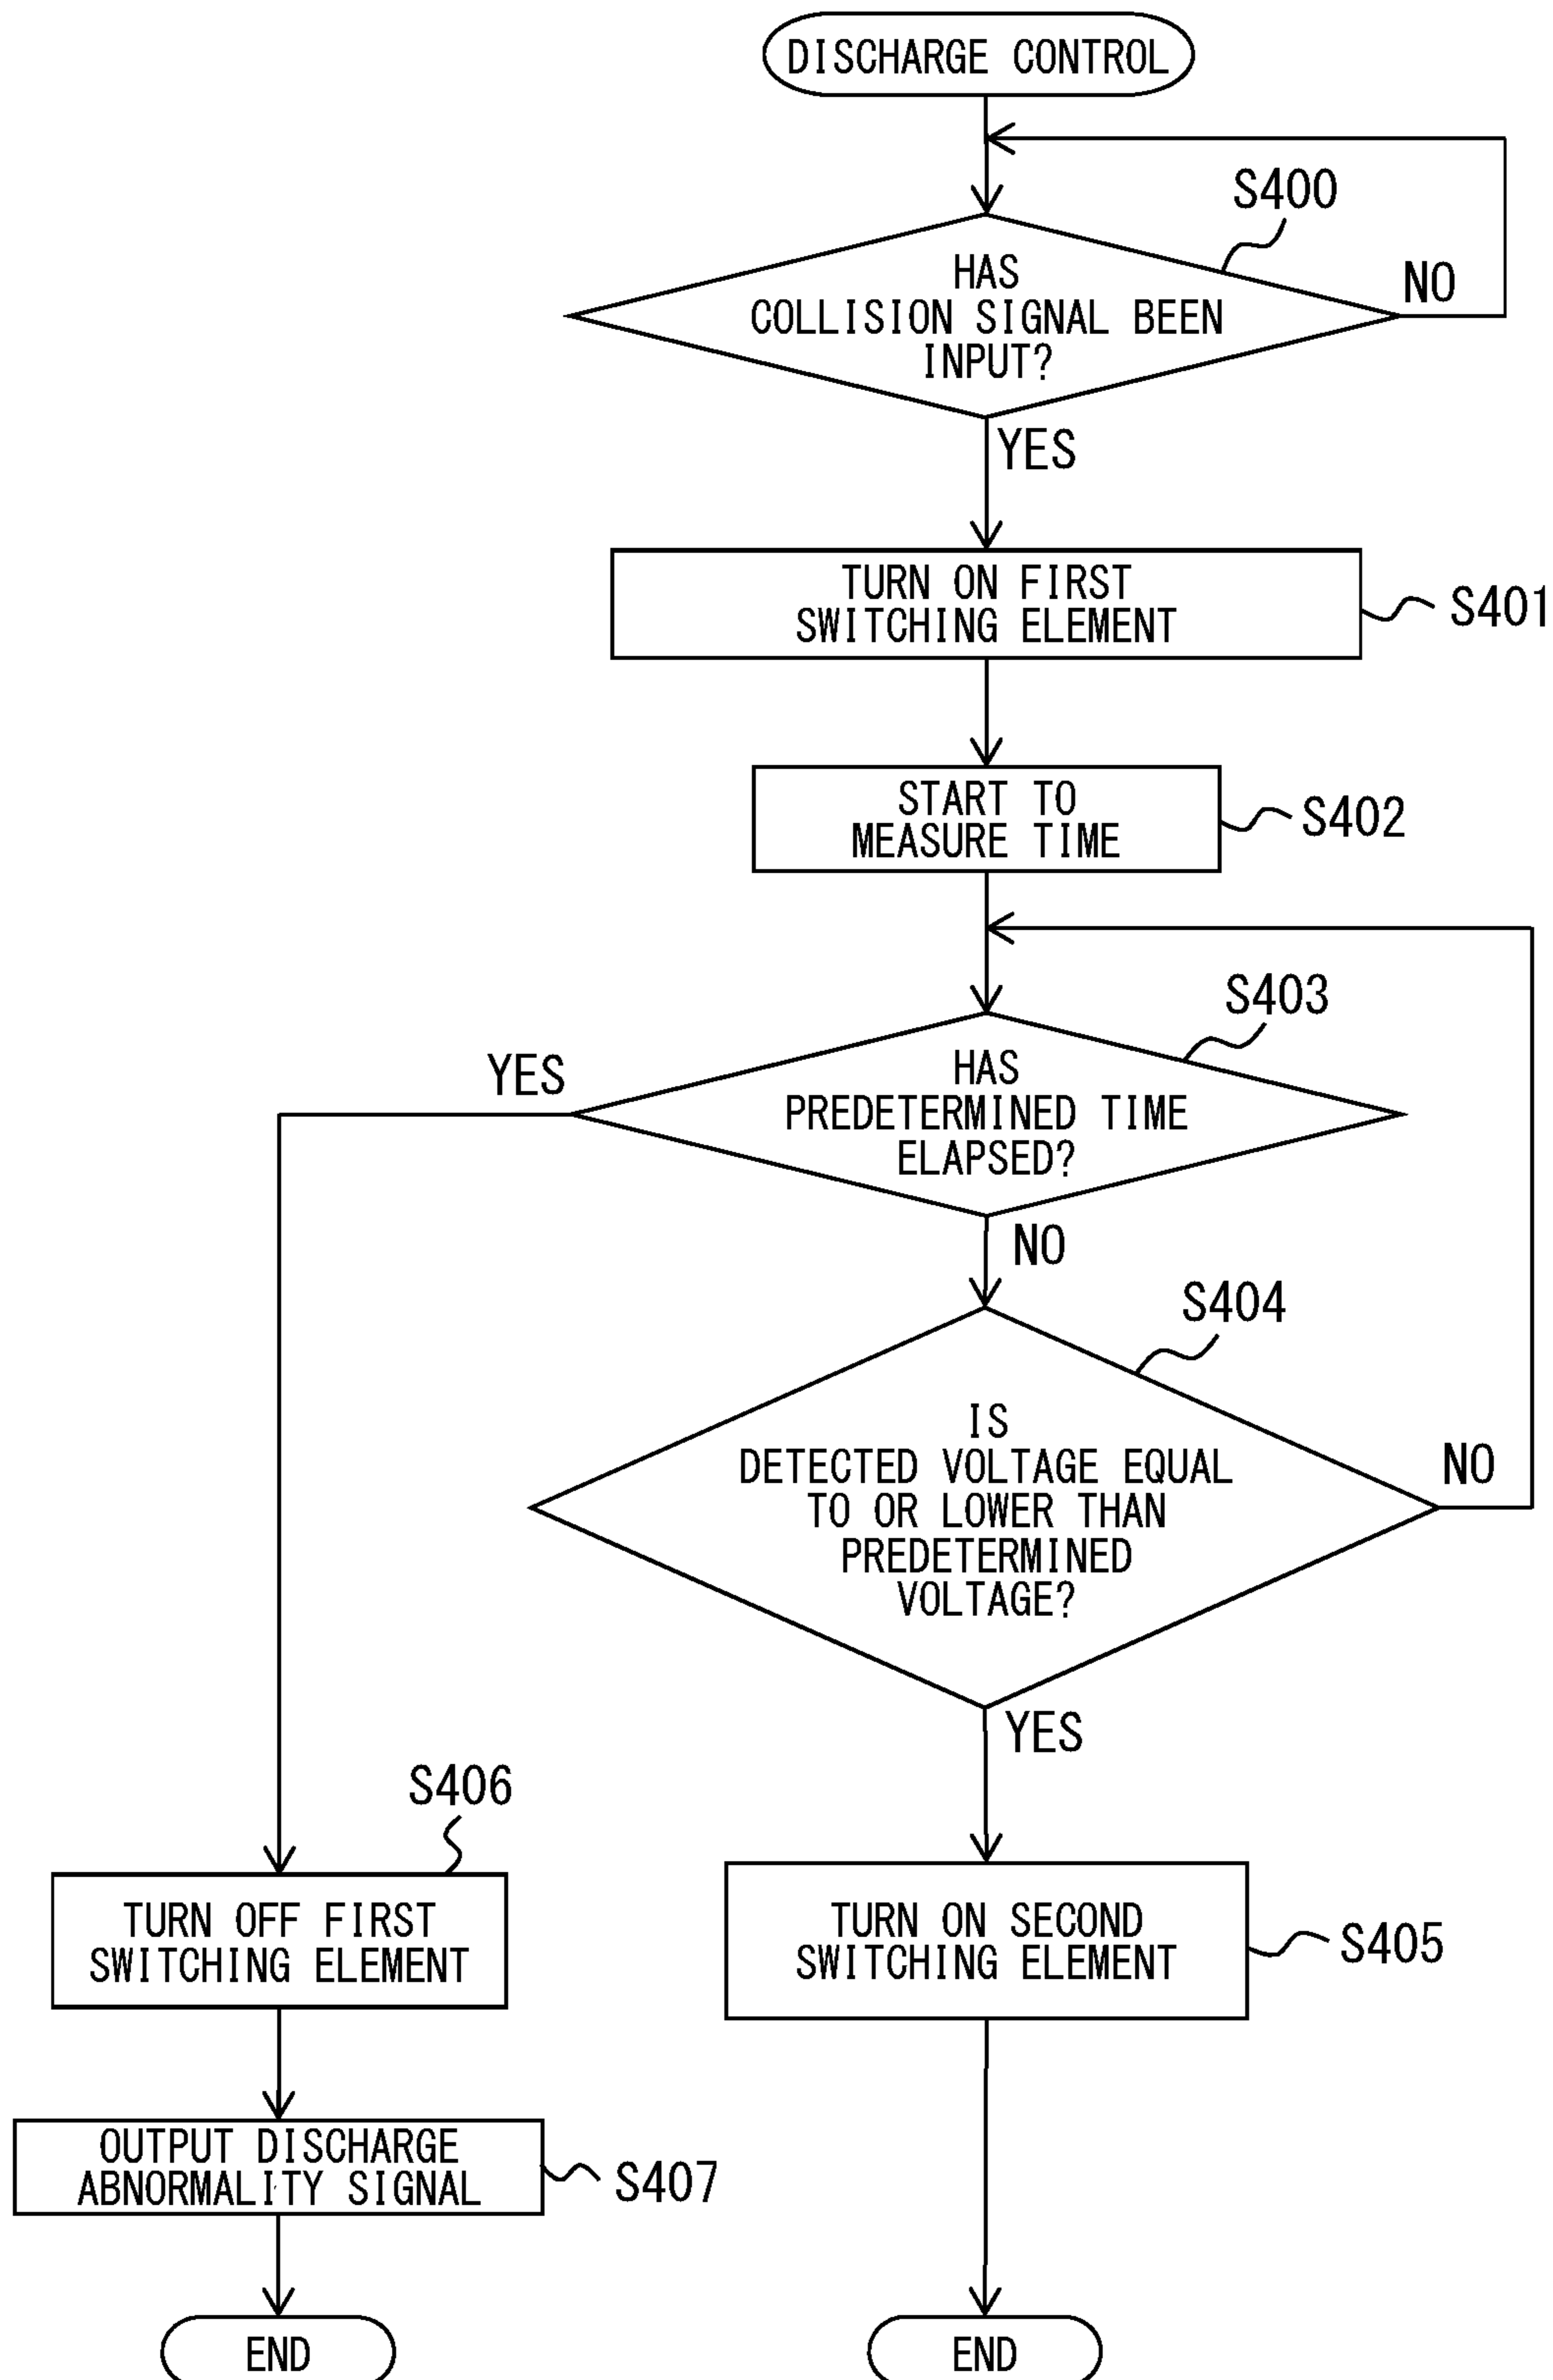 DISCHARGE CONTROL
S400
HAS
COLLISION SIGNAL BEEN
INPUT?
NO
YES
TURN ON FIRST
SWITCHING ELEMENT
S401
START TO
MEASURE TIME
S402
S403
YES
HAS
PREDETERMINED TIME
ELAPSED?
NO
S404
IS
DETECTED VOLTAGE EQUAL
TO OR LOWER THAN
PREDETERMINED
VOLTAGE?
NO
YES
S406
TURN OFF FIRST
SWITCHING ELEMENT
TURN ON SECOND
SWITCHING ELEMENT
S405
OUTPUT DISCHARGE
ABNORMALITY SIGNAL
S407
END
END